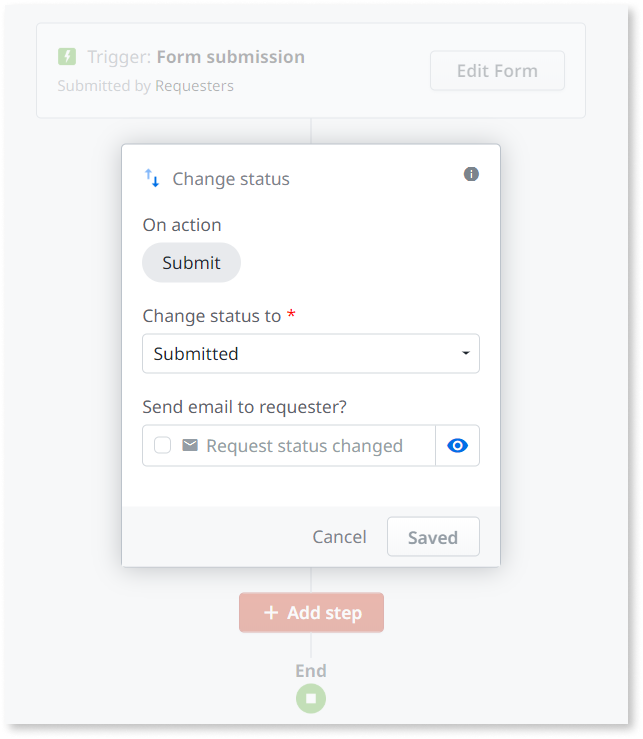 Trigger: Form submission
Submitted by Requesters
Edit Form
Change status
On action
Submit
Change status to *
Submitted
Send email to requester?
Request status changed
Cancel
Saved
+ Add step
End